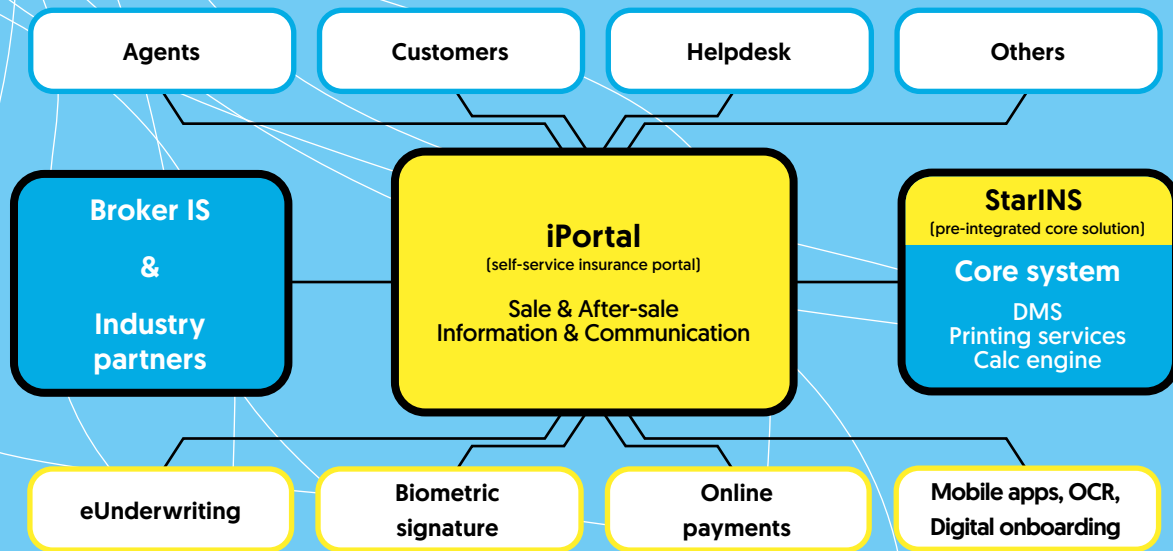 Agents
Customers
Helpdesk
Others
Broker IS
&
Industry
partners
iPortal
(self-service insurance portal)
Sale & After-sale
Information & Communication
StarINS
(pre-integrated core solution)
Core system
DMS
Printing services
Calc engine
eUnderwriting
Biometric
signature
Online
payments
Mobile apps, OCR,
Digital onboarding